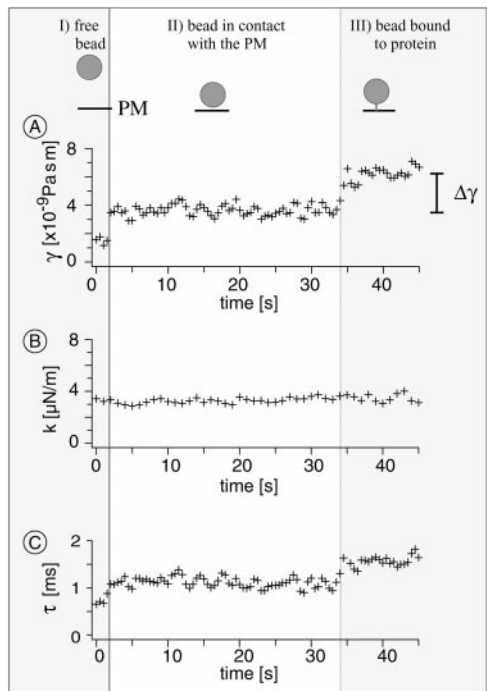 I) free
bead
II) bead in contact
with the PM
III) bead bound
to protein
PM
A
γ [x10-9Pa s m]
8
4
0
Δγ
0 10 20 30 40
time [s]
B
k [µN/m]
8
4
0
0 10 20 30 40
time [s]
C
τ [ms]
2
1
0
0 10 20 30 40
time [s]